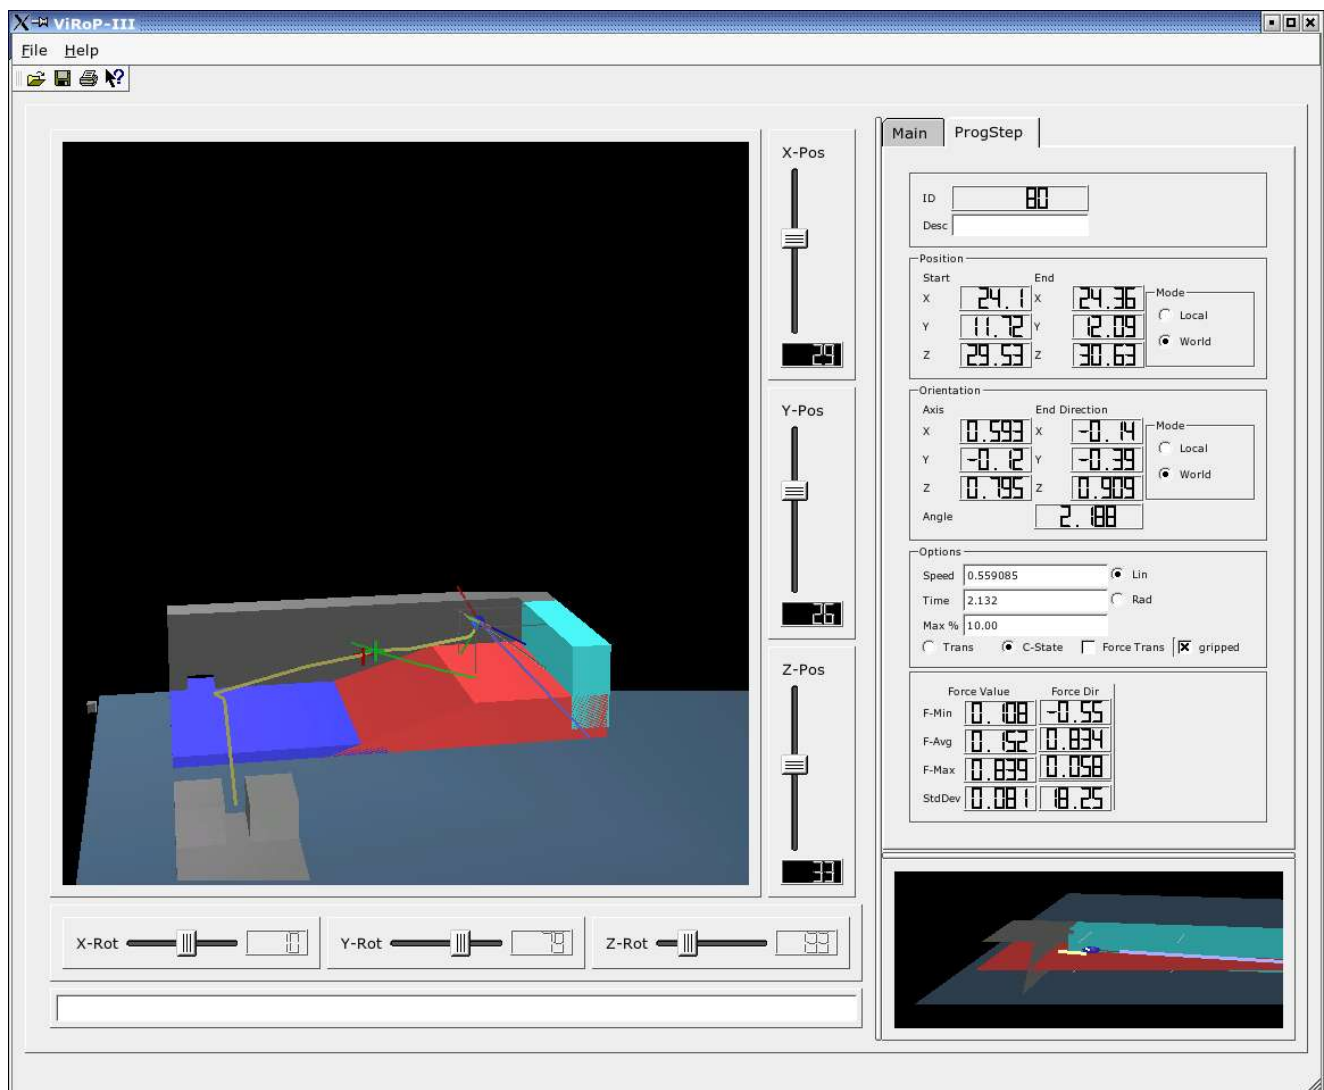 ViRoP-III
File Help
X-Pos
29
Y-Pos
26
Z-Pos
33
X-Rot 10 Y-Rot 79 Z-Rot
Main ProgStep
ID 80
Desc
Position
Start End
X 24.1 X 24.36
Y 11.72 Y 12.09
Z 29.53 Z 30.63
Mode
Local
World
Orientation
Axis End Direction
X 0.593 X -0.14
Y -0.12 Y -0.39
Z 0.795 Z 0.909
Angle 2.188
Mode
Local
World
Options
Speed 0.559085 Lin
Time 2.132 Rad
Max % 10.00
Trans C-State Force Trans gripped
Force Value Force Dir
F-Min 0.108 -0.55
F-Avg 0.152 0.834
F-Max 0.839 0.058
StdDev 0.081 18.25